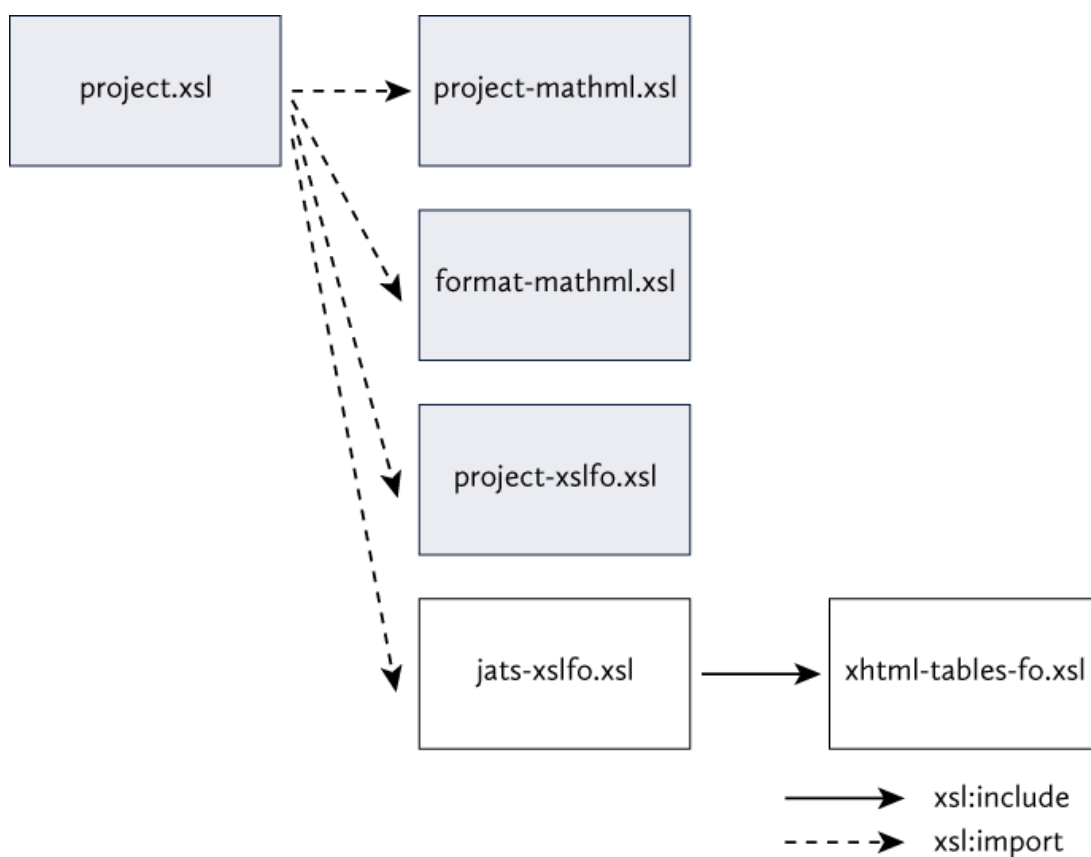 project.xsl
project-mathml.xsl
format-mathml.xsl
project-xslfo.xsl
jats-xslfo.xsl
xhtml-tables-fo.xsl
xsl:include
xsl:import